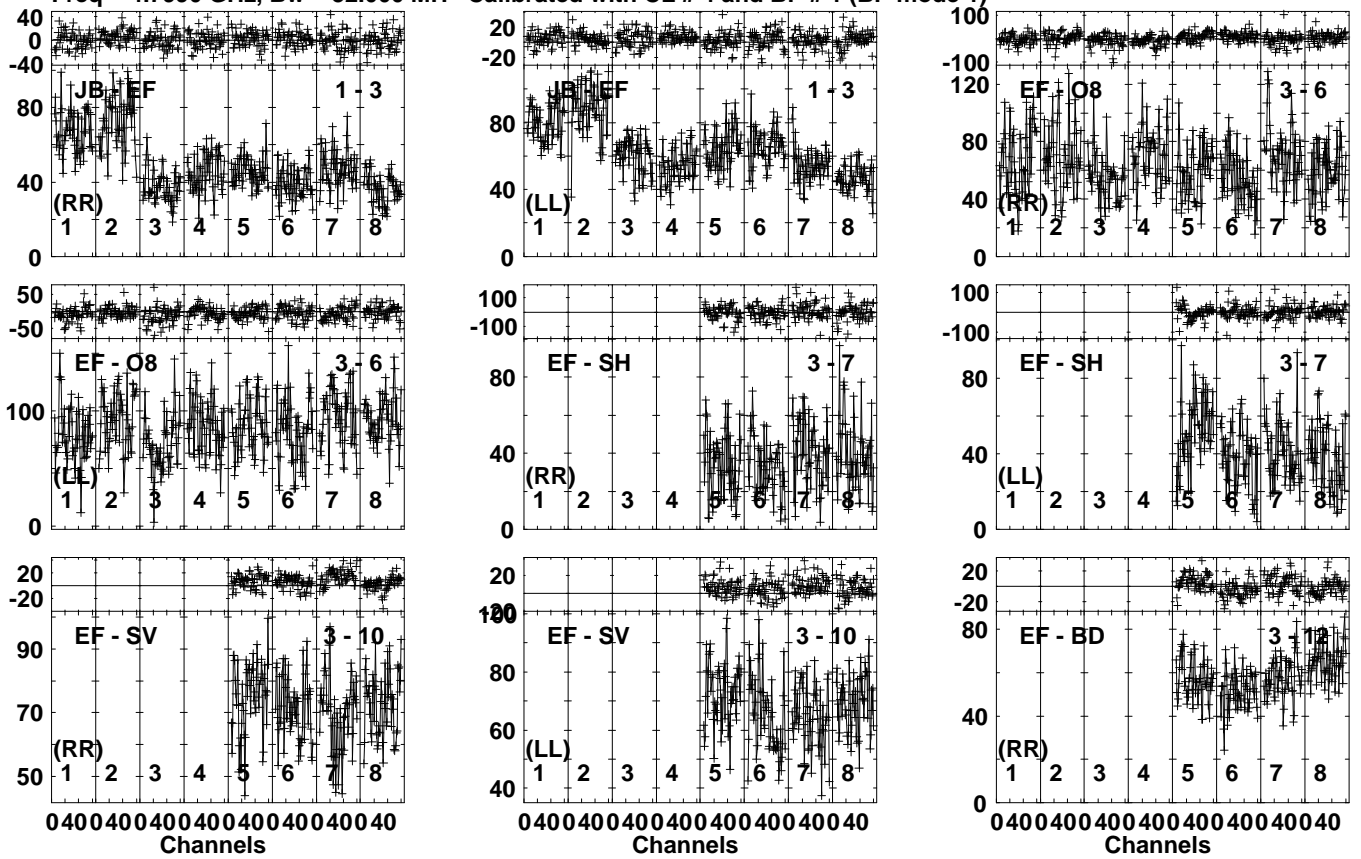 GHz, Calibrated with and (BP mode
40 0 -40 20 -20 100 -100
JB - EF 1 - 3 JB - EF 1 - 3 EF - O8 3 - 6
80 80 120
40 40 80
40
(RR) (LL) (RR)
1 2 3 4 5 6 7 8 1 2 3 4 5 6 7 8 1 2 3 4 5 6 7 8
0 0 0
50 -50 100 -100 100 -100
EF - O8 3 - 6 EF - SH 3 - 7 EF - SH 3 - 7
100 80 80
40 40
(LL) (RR) (LL)
1 2 3 4 5 6 7 8 1 2 3 4 5 6 7 8 1 2 3 4 5 6 7 8
0 0 0
20 -20 20 -20 20 -20
EF - SV 3 - 10 EF - SV 3 - 10 EF - BD 3 - 12
90 100 80
70 80 40
50 60 0
40
(RR) (LL) (RR)
1 2 3 4 5 6 7 8 1 2 3 4 5 6 7 8 1 2 3 4 5 6 7 8
0 40 0 40 0 40 0 40 0 40 0 40 0 40 0 40 0 40 0 40 0 40 0 40 0 40 0 40 0 40 0 40 0 40 0 40 0 40 0 40 0 40 0 40 0 40 0 40
Channels Channels Channels